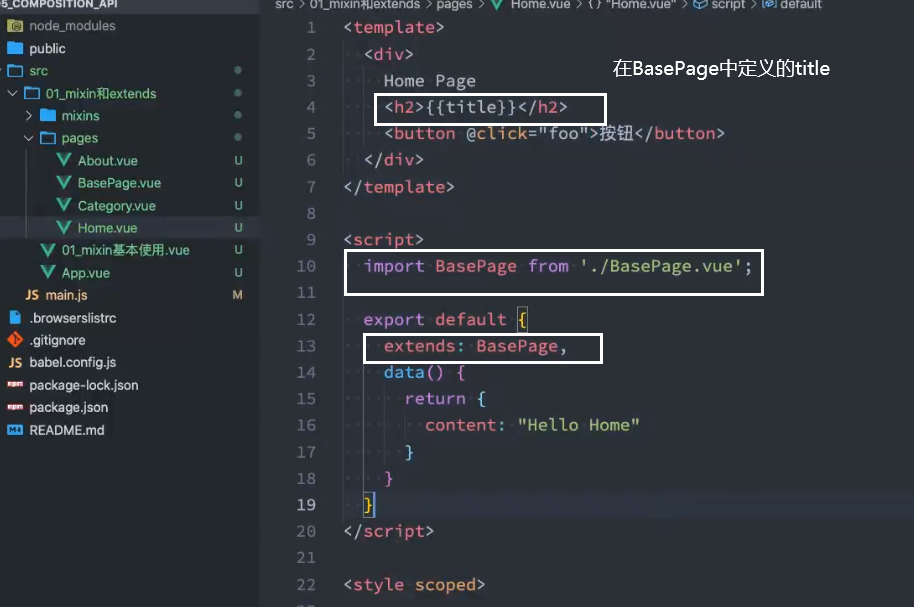 05_COMPOSITION_API
node_modules
public
src
01_mixin和extends
mixins
pages
About.vue U
BasePage.vue U
Category.vue U
Home.vue U
01_mixin基本使用.vue U
App.vue U
JS main.js M
.browserslistrc
.gitignore
JS babel.config.js
npm package-lock.json
npm package.json
README.md
src > 01_mixin和extends > pages > Home.vue > {} "Home.vue" > script > default
1 <template>
2 <div>
3 Home Page
在BasePage中定义的title
4 <h2>{{title}}</h2>
5 <button @click="foo">按钮</button>
6 </div>
7 </template>
8
9 <script>
10 import BasePage from './BasePage.vue';
11
12 export default {
13 extends: BasePage,
14 data() {
15 return {
16 content: "Hello Home"
17 }
18 }
19 }
20 </script>
21
22 <style scoped>